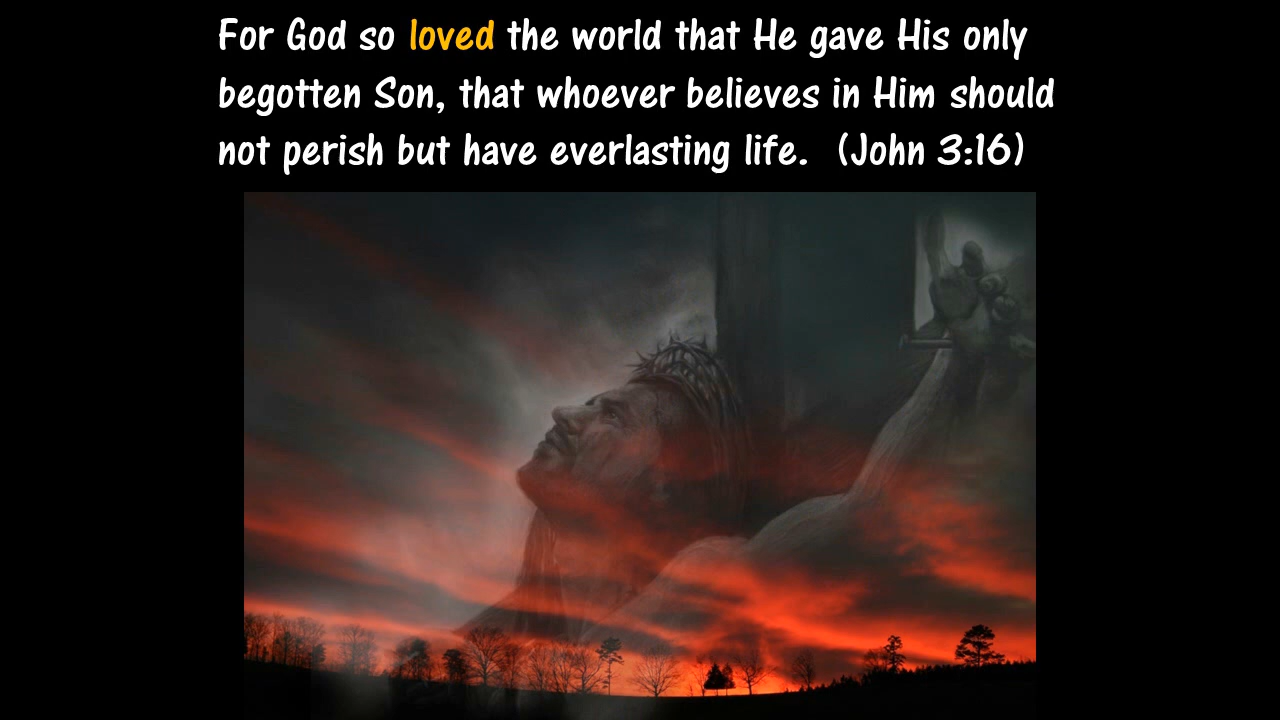 For God so loved the world that He gave His only
begotten Son, that whoever believes in Him should
not perish but have everlasting life.  (John 3:16)